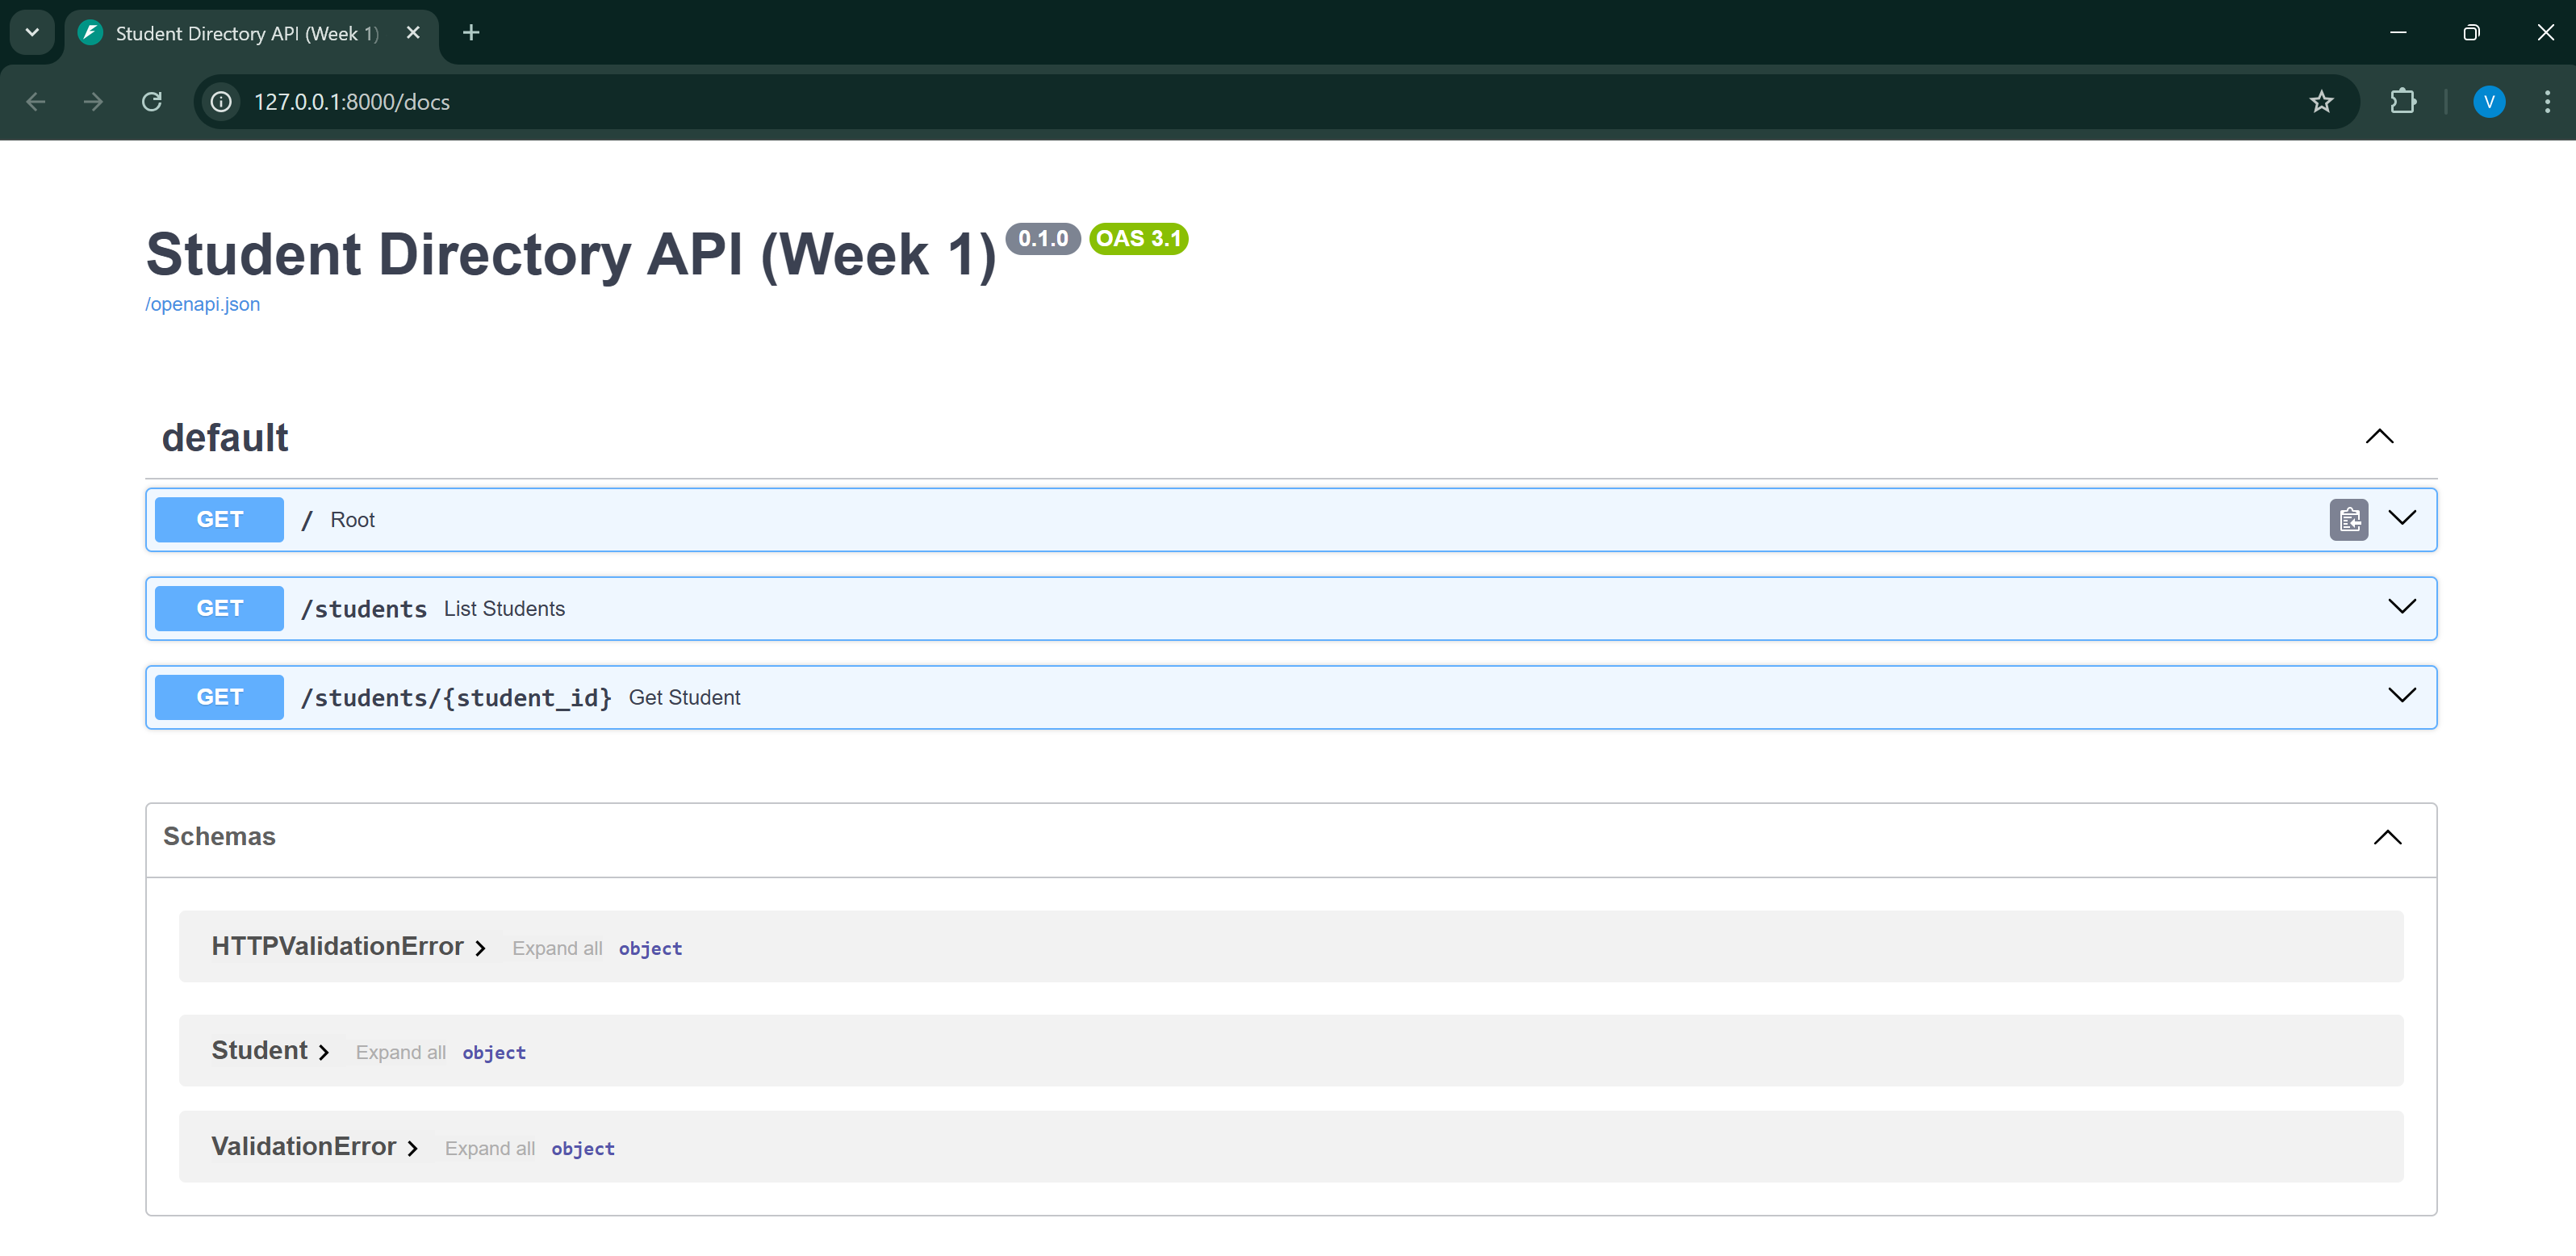 Student Directory API (Week 1)
127.0.0.1:8000/docs
V
Student Directory API (Week 1) 0.1.0 OAS 3.1
/openapi.json
default
GET / Root
GET /students List Students
GET /students/{student_id} Get Student
Schemas
HTTPValidationError Expand all object
Student Expand all object
ValidationError Expand all object